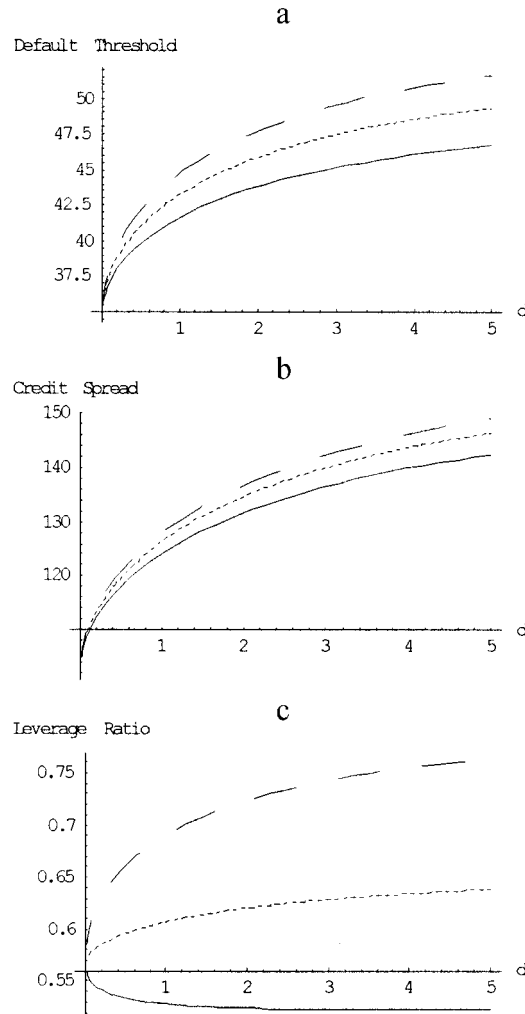 a
Default Threshold
50
47.5
45
42.5
40
37.5
1 2 3 4 5 d
b
Credit Spread
150
140
130
120
1 2 3 4 5 d
c
Leverage Ratio
0.75
0.7
0.65
0.6
0.55
1 2 3 4 5 d